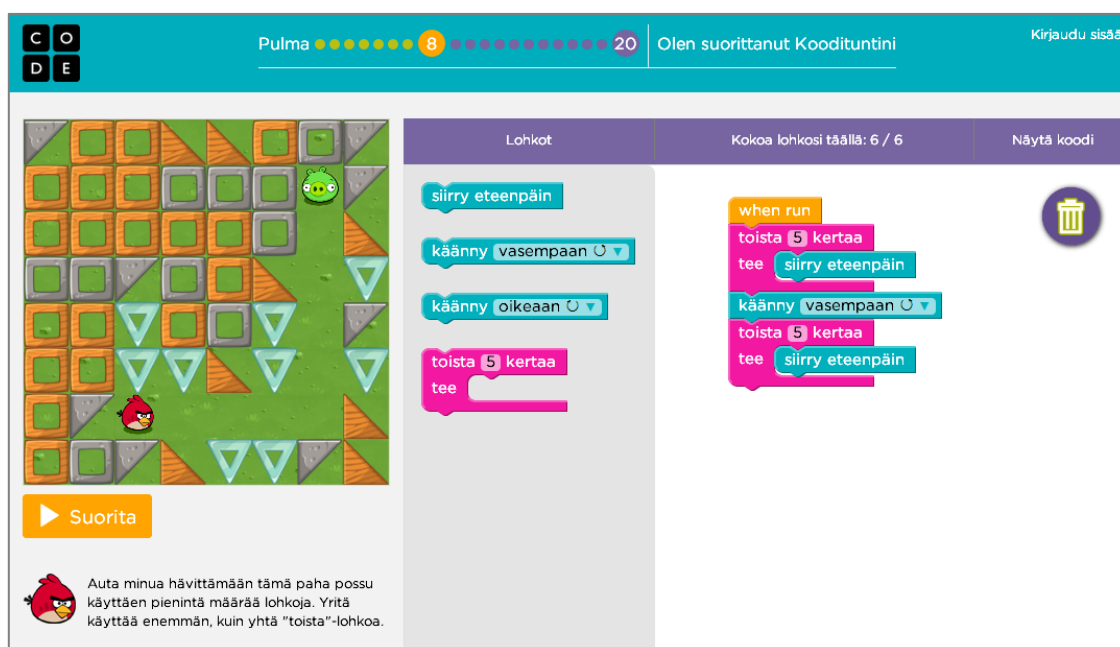 C O
D E
Pulma 8 20 Olen suorittanut Koodituntini
Kirjaudu sisää
Lohkot
Kokoa lohkosi täällä: 6 / 6
Näytä koodi
siirry eteenpäin
käänny vasempaan ↺ ▼
käänny oikeaan ↻ ▼
toista 5 kertaa
tee
when run
toista 5 kertaa
tee siirry eteenpäin
käänny vasempaan ↺ ▼
toista 5 kertaa
tee siirry eteenpäin
Suorita
Auta minua hävittämään tämä paha possu
käyttäen pienintä määrää lohkoja. Yritä
käyttää enemmän, kuin yhtä "toista"-lohkoa.